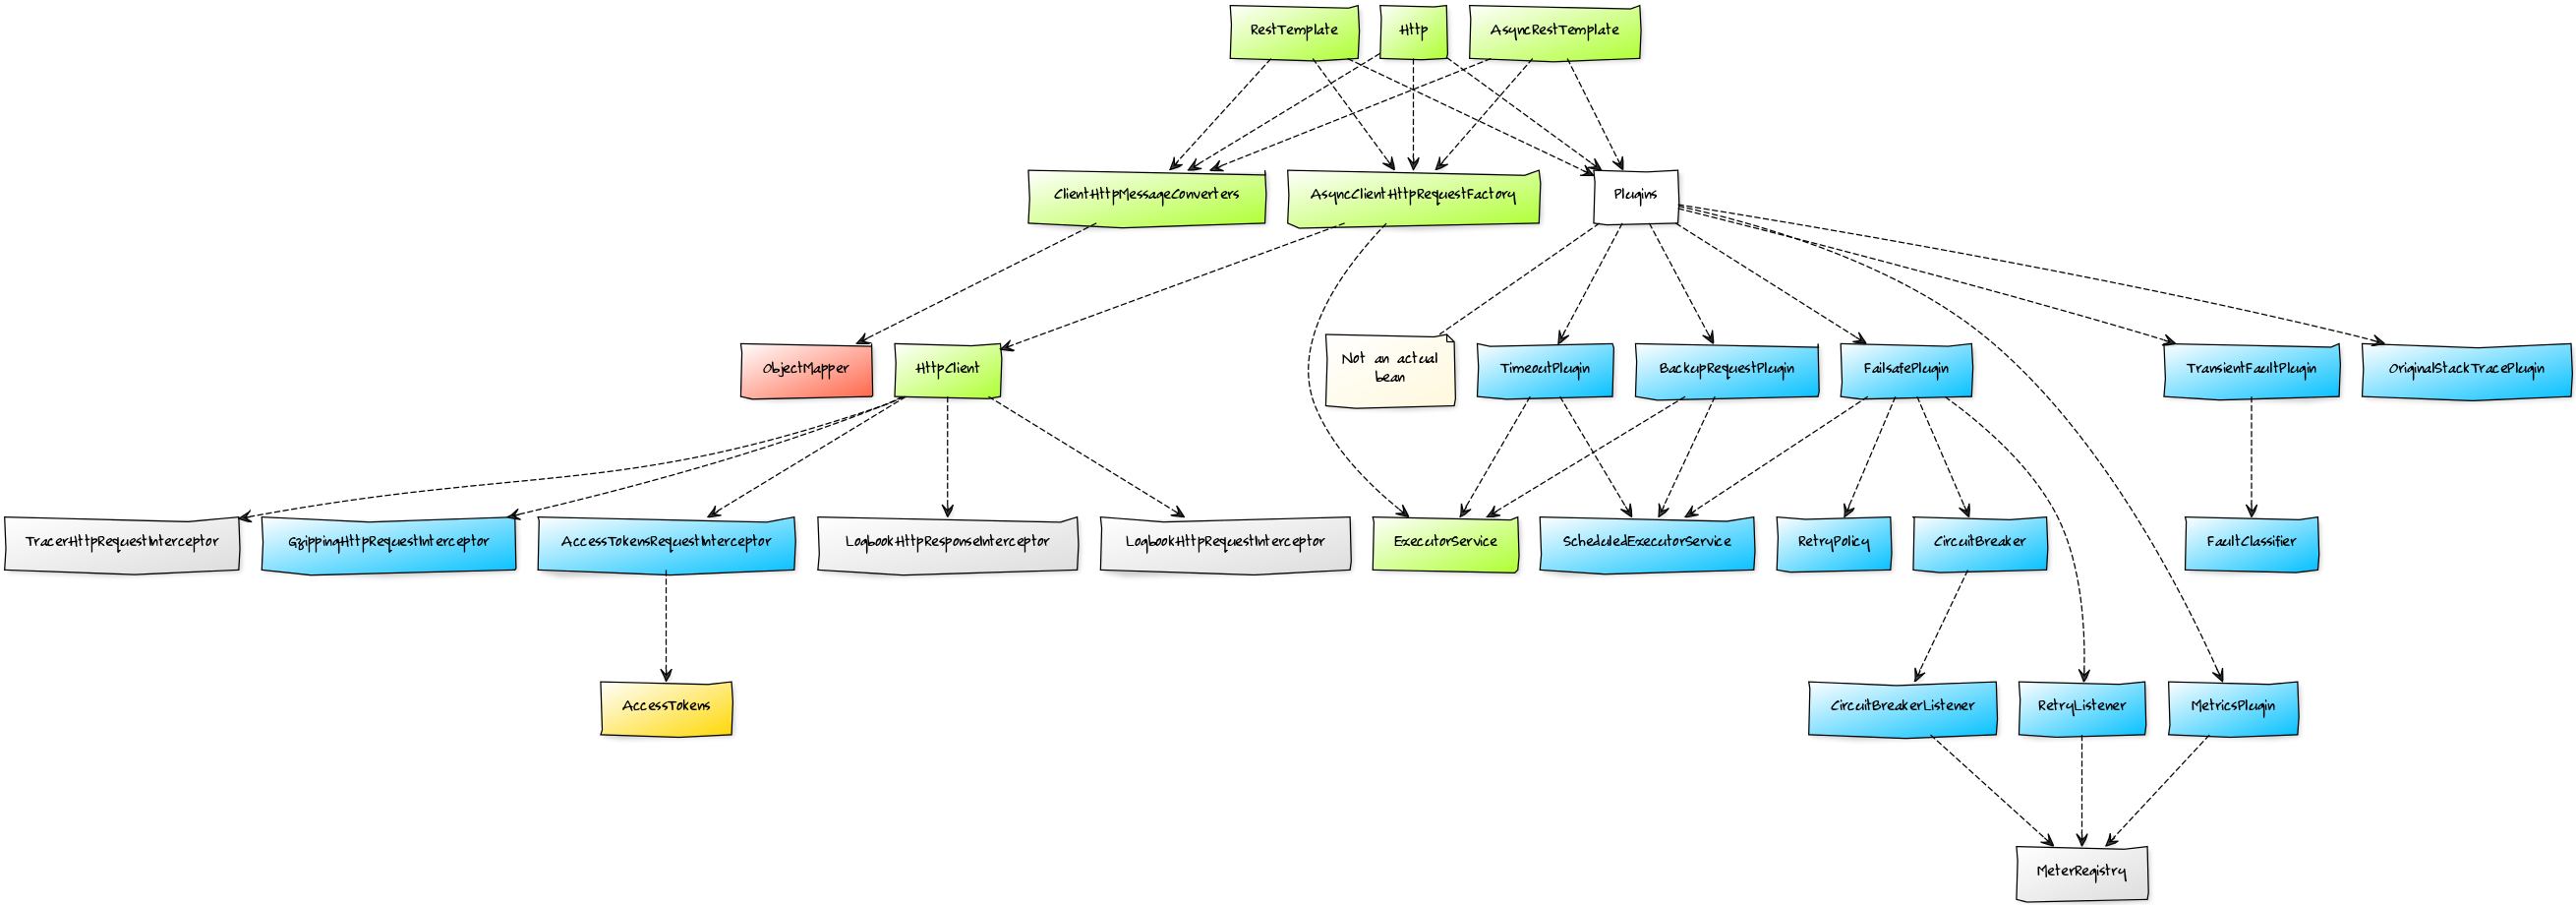 RestTemplate
Http
AsyncRestTemplate
ClientHttpMessageConverters
AsyncClientHttpRequestFactory
Plugins
ObjectMapper
HttpClient
Not an actual
bean
TimeoutPlugin
BackupRequestPlugin
FailsafePlugin
TransientFaultPlugin
OriginalStackTracePlugin
TracerHttpRequestInterceptor
GzippingHttpRequestInterceptor
AccessTokensRequestInterceptor
LogbookHttpResponseInterceptor
LogbookHttpRequestInterceptor
ExecutorService
ScheduledExecutorService
RetryPolicy
CircuitBreaker
FaultClassifier
AccessTokens
CircuitBreakerListener
RetryListener
MetricsPlugin
MeterRegistry